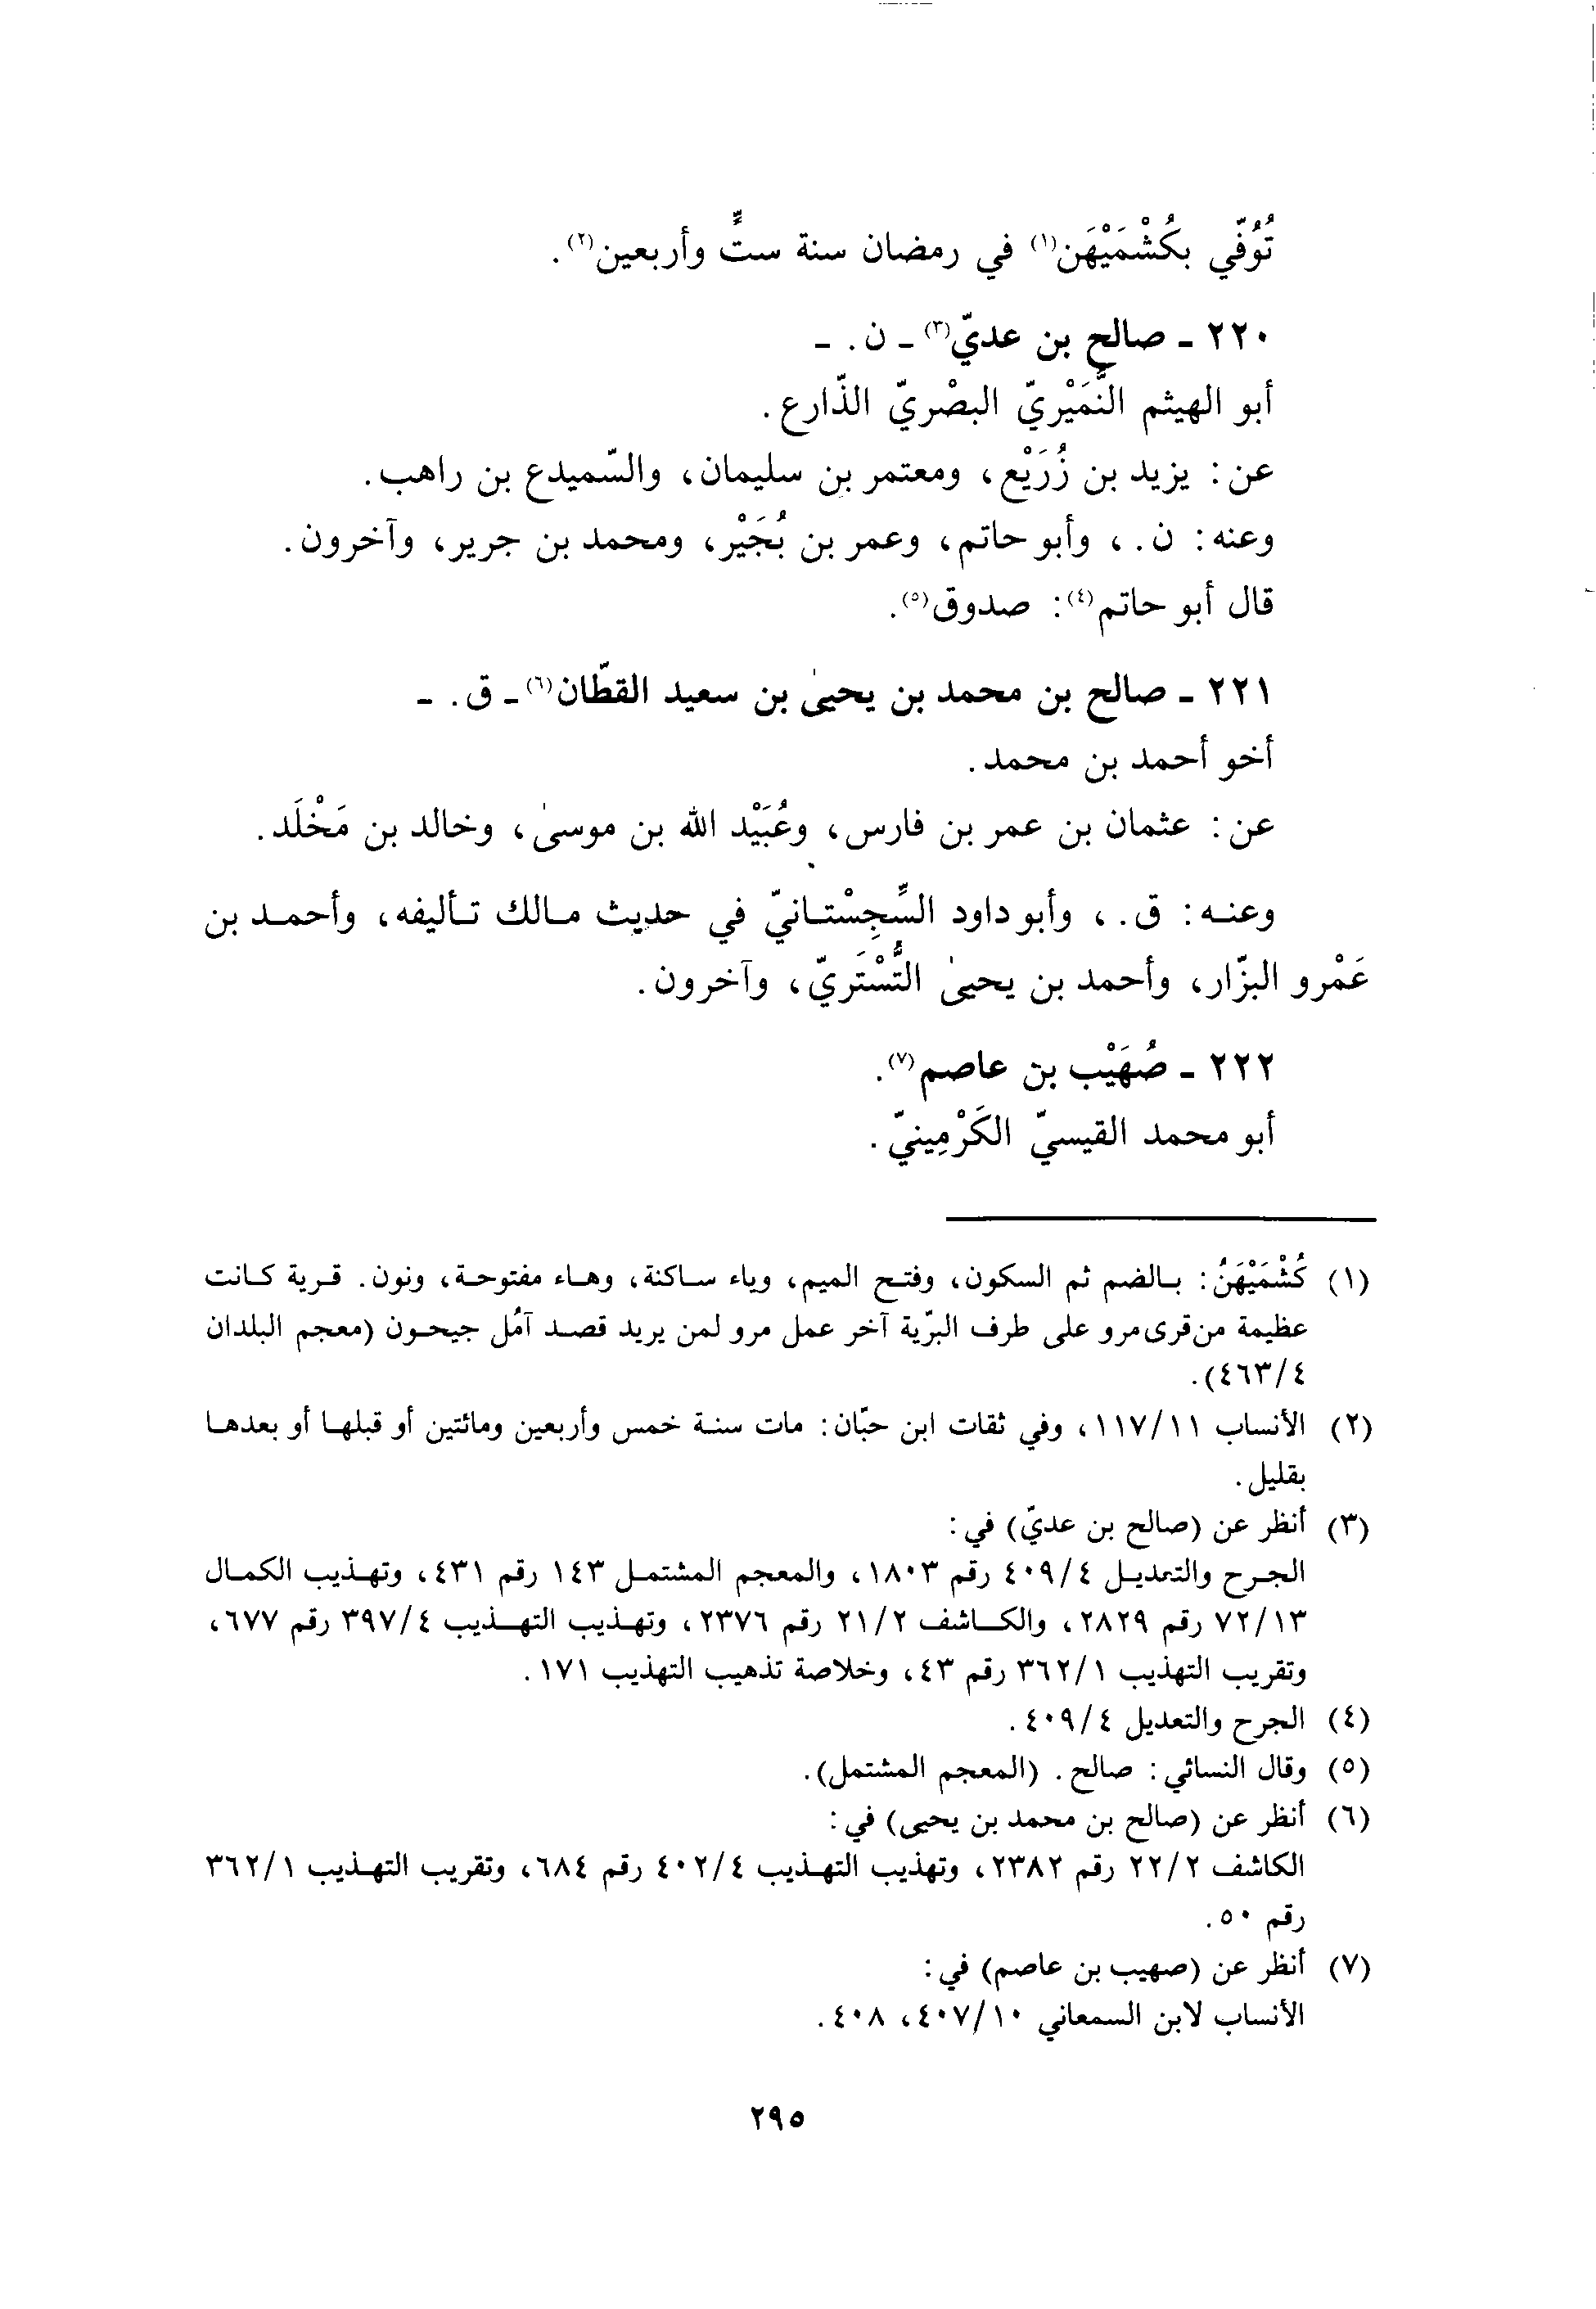 تُوُفّي بكُشْمَيْهَن(١) في رمضان سنة ستٍّ وأربعين(٢).
٢٢٠ - صالح بن عديّ(٣) - ن. -
أبو الهيثم النُّمَيْريّ البصْريّ الذّارع.
عن: يزيد بن زُرَيْع، ومعتمر بن سليمان، والسّميدع بن راهب.
وعنه: ن.، وأبو حاتم، وعمر بن بُجَيْر، ومحمد بن جرير، وآخرون.
قال أبو حاتم(٤): صدوق(٥).
٢٢١ - صالح بن محمد بن يحيىٰ بن سعيد القطّان(٦) - ق. -
أخو أحمد بن محمد.
عن: عثمان بن عمر بن فارس، وعُبَيْد الله بن موسىٰ، وخالد بن مَخْلَد.
وعنه: ق.، وأبو داود السِّجِسْتانيّ في حديث مالك تأليفه، وأحمد بن
عَمْرو البزّار، وأحمد بن يحيىٰ التُّسْتَريّ، وآخرون.
٢٢٢ - صُهَيْب بن عاصم(٧).
أبو محمد القيسيّ الكَرْمِينيّ.
(١) كُشْمَيْهَنُ: بالضم ثم السكون، وفتح الميم، وياء ساكنة، وهاء مفتوحة، ونون. قرية كانت
عظيمة من قرى مرو على طرف البرّية آخر عمل مرو لمن يريد قصد آمُل جيحون (معجم البلدان
٤/٤٦٣).
(٢) الأنساب ١١/١١٧، وفي ثقات ابن حبّان: مات سنة خمس وأربعين ومائتين أو قبلها أو بعدها
بقليل.
(٣) أنظر عن (صالح بن عديّ) في:
الجرح والتعديل ٤/٤٠٩ رقم ١٨٠٣، والمعجم المشتمل ١٤٣ رقم ٤٣١، وتهذيب الكمال
١٣/٧٢ رقم ٢٨٢٩، والكاشف ٢/٢١ رقم ٢٣٧٦، وتهذيب التهذيب ٤/٣٩٧ رقم ٦٧٧،
وتقريب التهذيب ١/٣٦٢ رقم ٤٣، وخلاصة تذهيب التهذيب ١٧١.
(٤) الجرح والتعديل ٤/٤٠٩.
(٥) وقال النسائي: صالح. (المعجم المشتمل).
(٦) أنظر عن (صالح بن محمد بن يحيى) في:
الكاشف ٢/٢٢ رقم ٢٣٨٢، وتهذيب التهذيب ٤/٤٠٢ رقم ٦٨٤، وتقريب التهذيب ١/٣٦٢
رقم ٥٠.
(٧) أنظر عن (صهيب بن عاصم) في:
الأنساب لابن السمعاني ١٠/٤٠٧، ٤٠٨.
٢٩٥